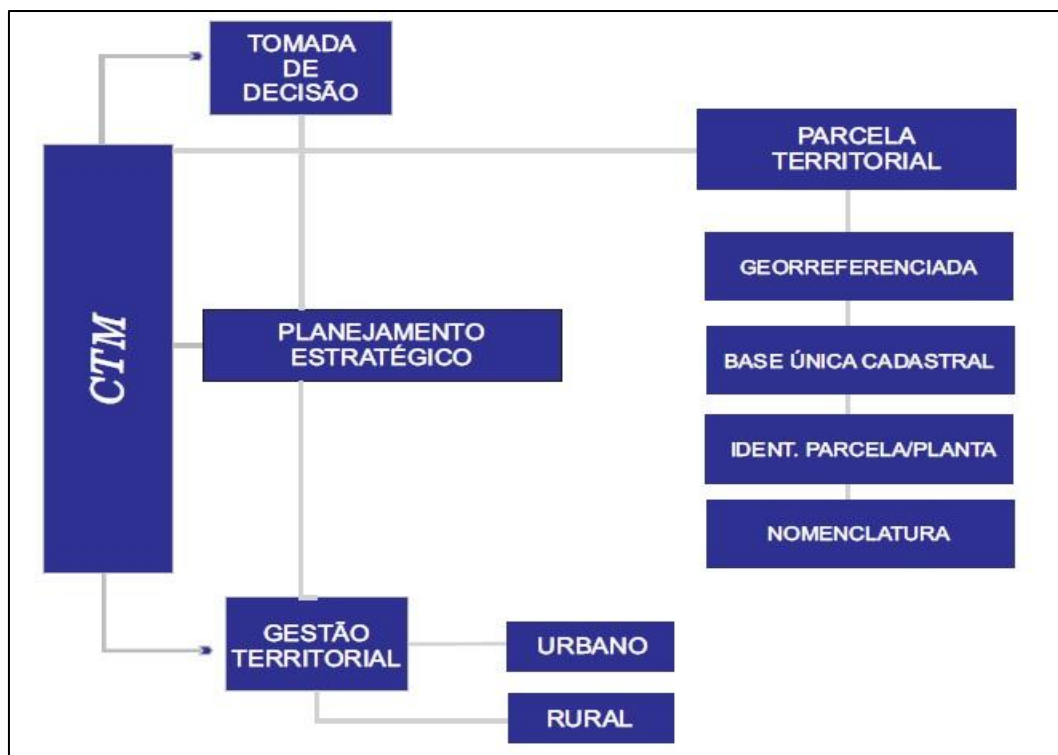 TOMADA
DE
DECISÃO
PARCELA
TERRITORIAL
GEORREFERENCIADA
CTM
PLANEJAMENTO
ESTRATÉGICO
BASE ÚNICA CADASTRAL
IDENT. PARCELA/PLANTA
NOMENCLATURA
GESTÃO
TERRITORIAL
URBANO
RURAL